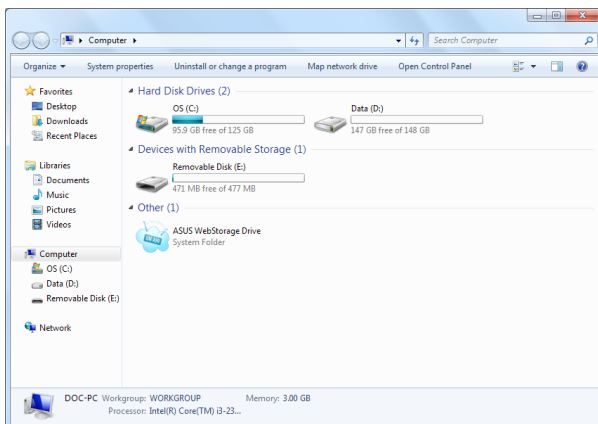 Computer
Search Computer
Organize
System properties
Uninstall or change a program
Map network drive
Open Control Panel
Favorites
Desktop
Downloads
Recent Places
Libraries
Documents
Music
Pictures
Videos
Computer
OS (C:)
Data (D:)
Removable Disk (E:)
Network
Hard Disk Drives (2)
OS (C:)
95.9 GB free of 125 GB
Data (D:)
147 GB free of 148 GB
Devices with Removable Storage (1)
Removable Disk (E:)
471 MB free of 477 MB
Other (1)
ASUS WebStorage Drive
System Folder
DOC-PC Workgroup: WORKGROUP Memory: 3.00 GB
Processor: Intel(R) Core(TM) i3-23...